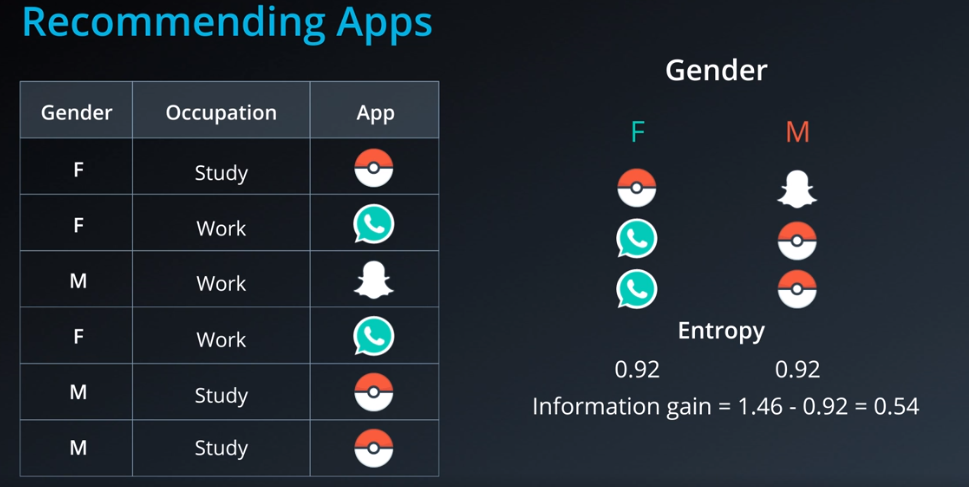 Recommending Apps
Gender Occupation App
F Study
F Work
M Work
F Work
M Study
M Study
Gender
F M
Entropy
0.92 0.92
Information gain = 1.46 - 0.92 = 0.54